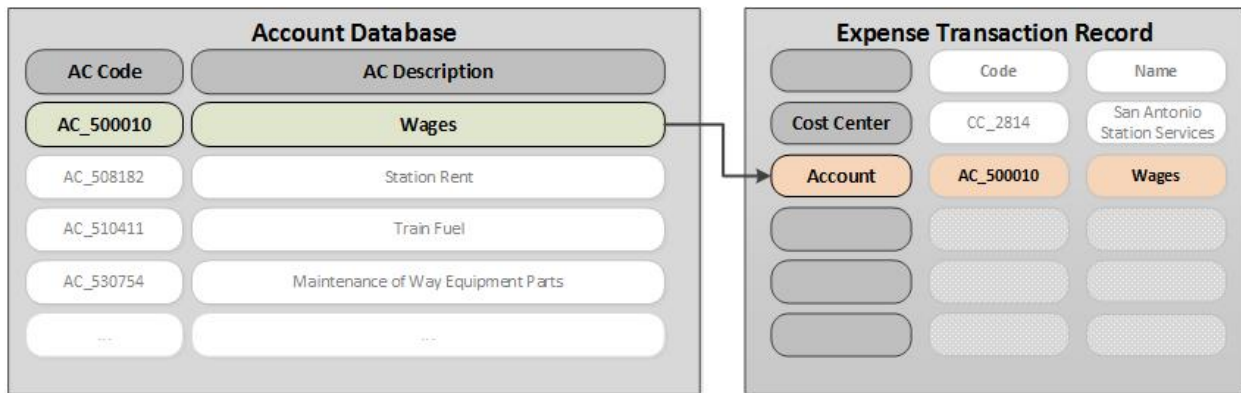 Account Database
AC Code AC Description
AC_500010 Wages
AC_508182 Station Rent
AC_510411 Train Fuel
AC_530754 Maintenance of Way Equipment Parts
... ...
Expense Transaction Record
Code Name
Cost Center CC_2814 San Antonio
Station Services
Account AC_500010 Wages